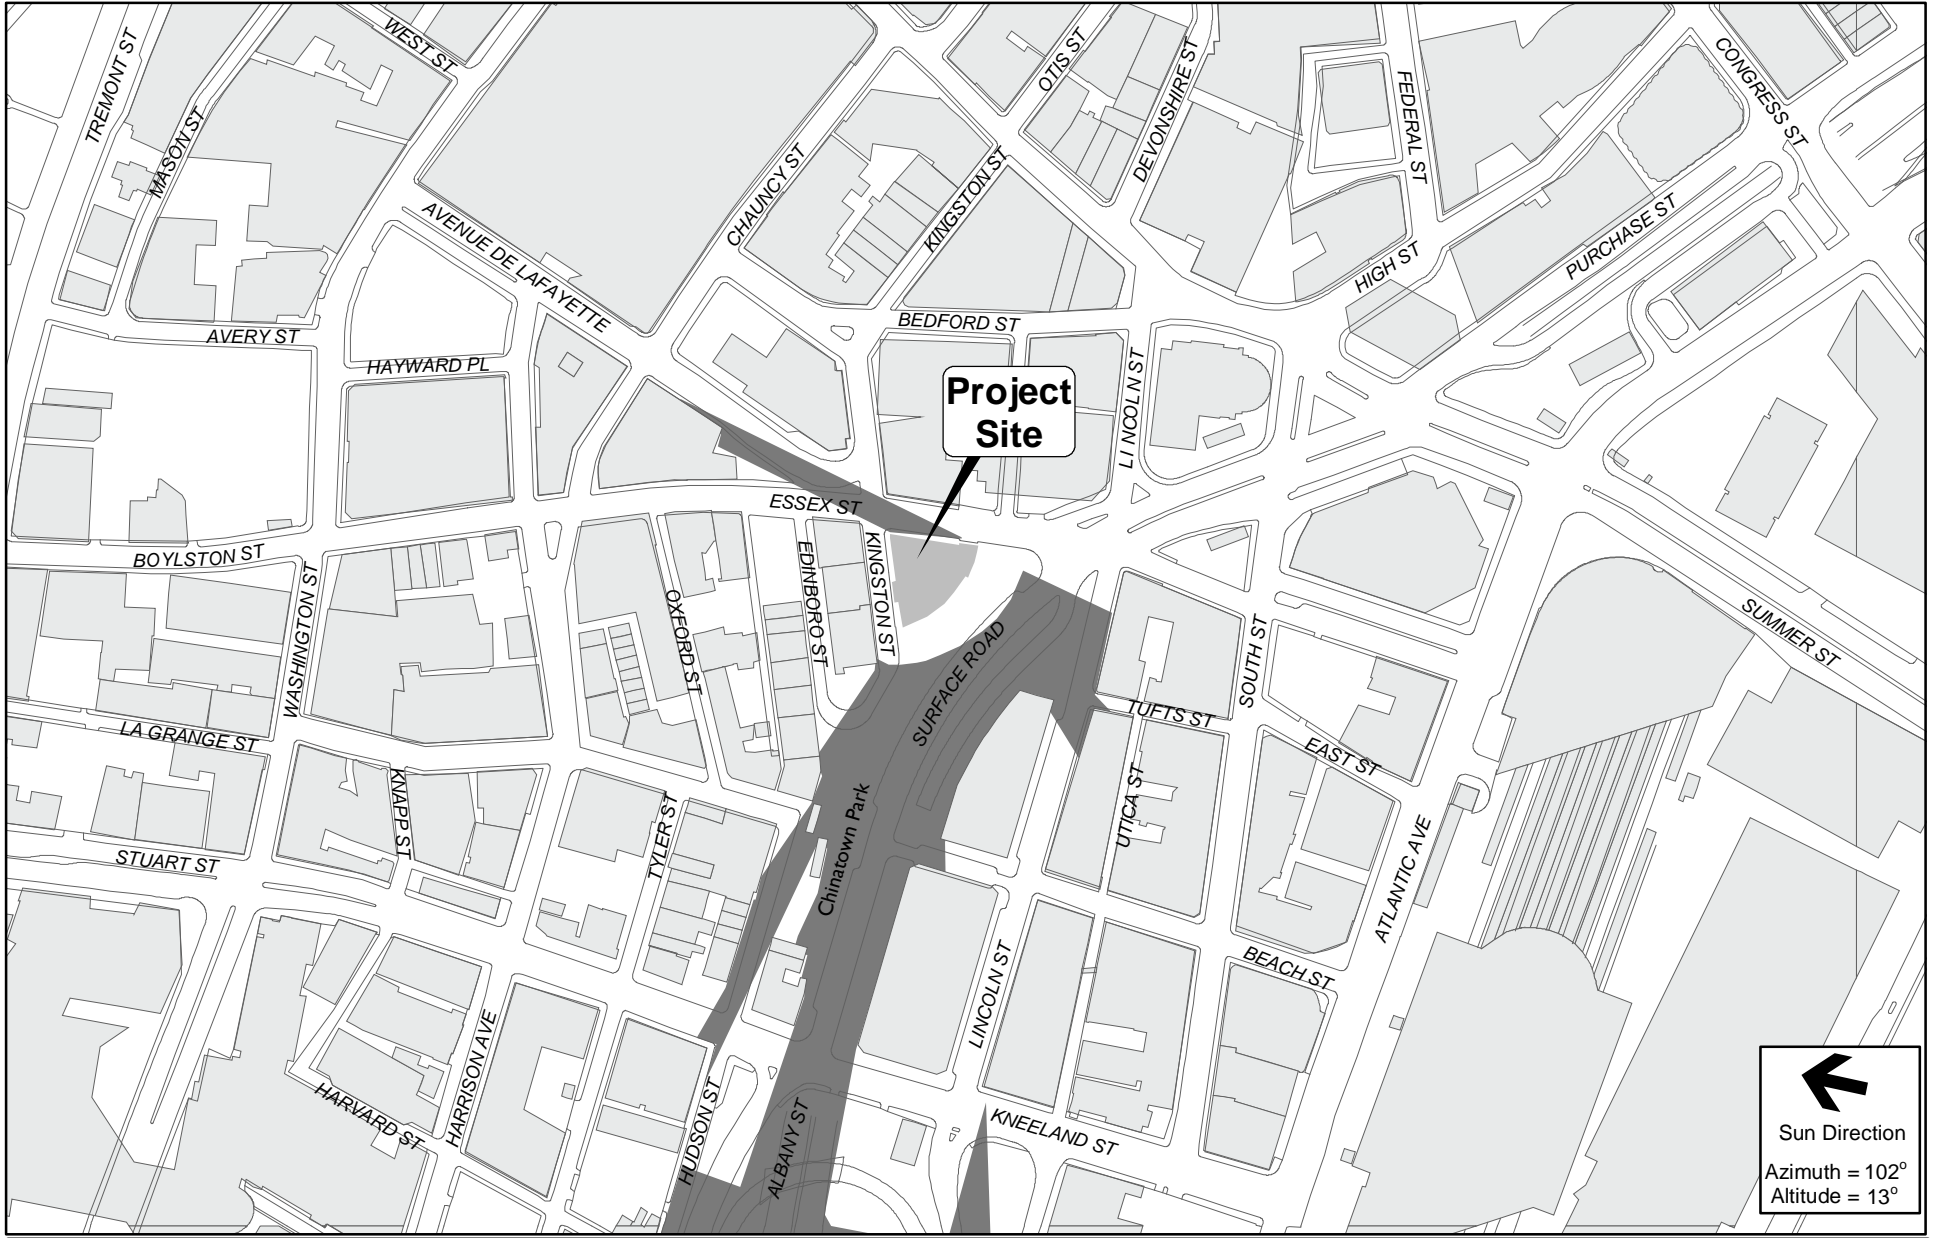 WEST ST
TREMONT ST
MASON ST
OTIS ST
DEVONSHIRE ST
FEDERAL ST
CONGRESS ST
CHAUNCY ST
KINGSTON ST
AVENUE DE LAFAYETTE
PURCHASE ST
HIGH ST
AVERY ST
BEDFORD ST
HAYWARD PL
LINCOLN ST
Project
Site
ESSEX ST
BOYLSTON ST
WASHINGTON ST
OXFORD ST
EDINBORO ST
KINGSTON ST
SURFACE ROAD
SOUTH ST
SUMMER ST
TUFTS ST
LA GRANGE ST
KNAPP ST
EAST ST
UTICA ST
TYLER ST
Chinatown Park
STUART ST
ATLANTIC AVE
LINCOLN ST
BEACH ST
HARRISON AVE
HARVARD ST
HUDSON ST
ALBANY ST
KNEELAND ST
Sun Direction
Azimuth = 102°
Altitude = 13°